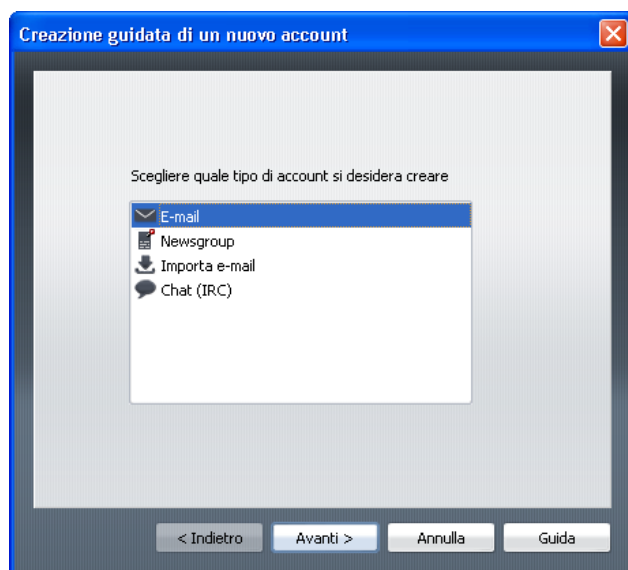 Creazione guidata di un nuovo account
Scegliere quale tipo di account si desidera creare
E-mail
Newsgroup
Importa e-mail
Chat (IRC)
< Indietro Avanti > Annulla Guida